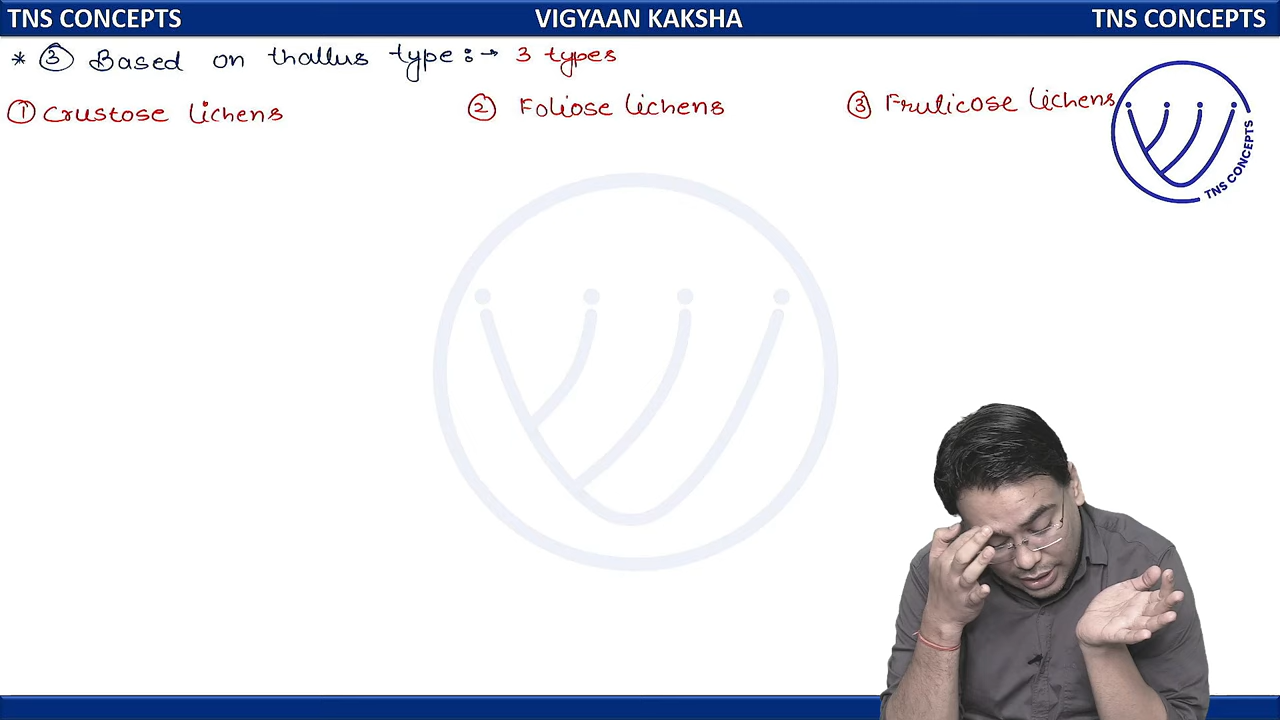 TNS CONCEPTS VIGYAAN KAKSHA TNS CONCEPTS
* ③ Based on thallus type :→ 3 types
① Crustose lichens ② Foliose lichens ③ Fruticose lichens
TNS CONCEPTS